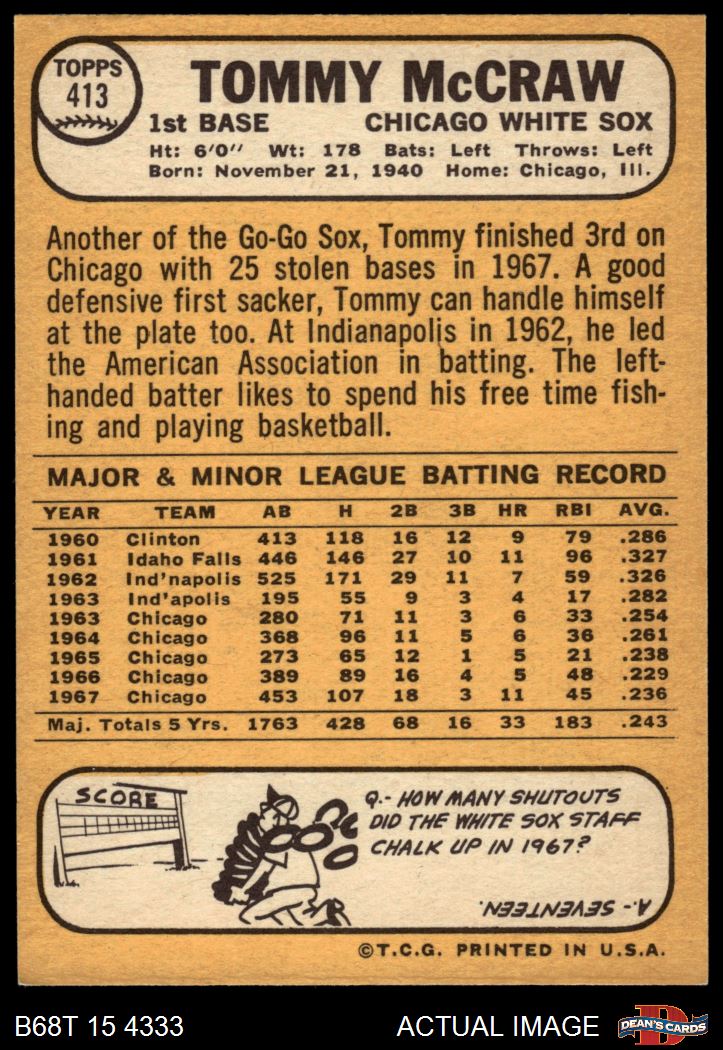 TOPPS
413
TOMMY McCRAW
1st BASE CHICAGO WHITE SOX
Ht: 6'0" Wt: 178 Bats: Left Throws: Left
Born: November 21, 1940 Home: Chicago, Ill.
Another of the Go-Go Sox, Tommy finished 3rd on
Chicago with 25 stolen bases in 1967. A good
defensive first sacker, Tommy can handle himself
at the plate too. At Indianapolis in 1962, he led
the American Association in batting. The left-
handed batter likes to spend his free time fish-
ing and playing basketball.
MAJOR & MINOR LEAGUE BATTING RECORD
YEAR TEAM AB H 2B 3B HR RBI AVG.
1960 Clinton 413 118 16 12 9 79 .286
1961 Idaho Falls 446 146 27 10 11 96 .327
1962 Ind'napolis 525 171 29 11 7 59 .326
1963 Ind'apolis 195 55 9 3 4 17 .282
1963 Chicago 280 71 11 3 6 33 .254
1964 Chicago 368 96 11 5 6 36 .261
1965 Chicago 273 65 12 1 5 21 .238
1966 Chicago 389 89 16 4 5 48 .229
1967 Chicago 453 107 18 3 11 45 .236
Maj. Totals 5 Yrs. 1763 428 68 16 33 183 .243
SCORE
Q.- HOW MANY SHUTOUTS
DID THE WHITE SOX STAFF
CHALK UP IN 1967?
A.- SEVENTEEN.
©T.C.G. PRINTED IN U.S.A.
B68T 15 4333 ACTUAL IMAGE
D
DEAN'S CARDS